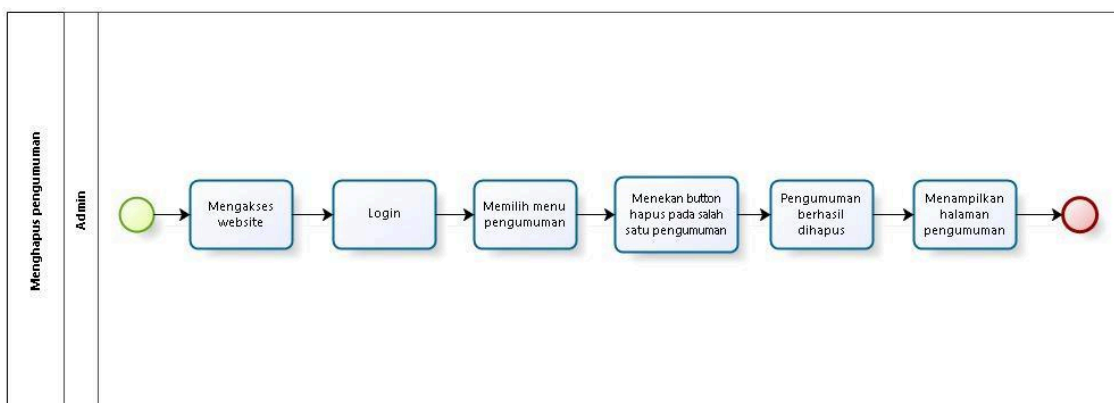 Menghapus pengumuman
Admin
Mengakses
website
Login
Memilih menu
pengumuman
Menekan button
hapus pada salah
satu pengumuman
Pengumuman
berhasil
dihapus
Menampilkan
halaman
pengumuman